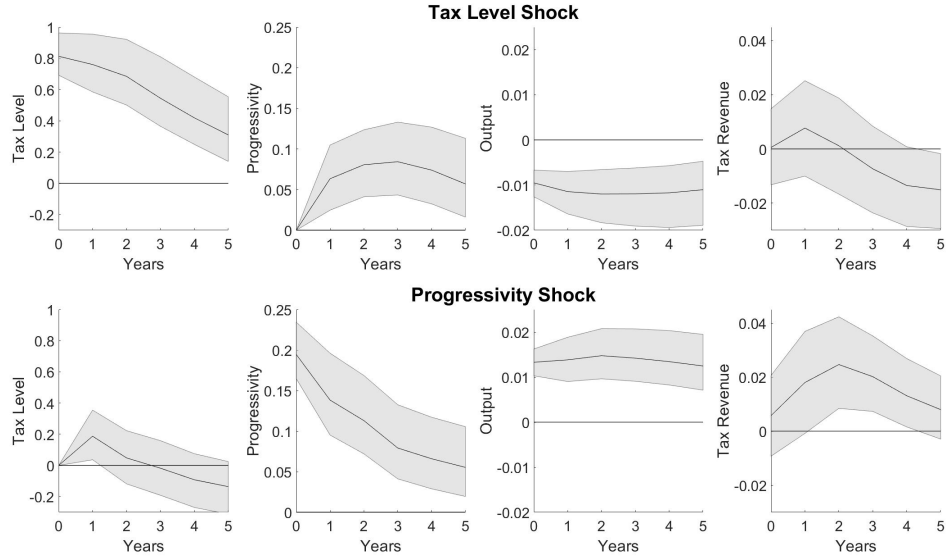 Tax Level Shock
Tax Level
1
0.8
0.6
0.4
0.2
0
-0.2
0 1 2 3 4 5
Years
Progressivity
0.25
0.2
0.15
0.1
0.05
0
0 1 2 3 4 5
Years
Output
0.02
0.01
0
-0.01
-0.02
0 1 2 3 4 5
Years
Tax Revenue
0.04
0.02
0
-0.02
0 1 2 3 4 5
Years
Progressivity Shock
Tax Level
1
0.8
0.6
0.4
0.2
0
-0.2
0 1 2 3 4 5
Years
Progressivity
0.25
0.2
0.15
0.1
0.05
0
0 1 2 3 4 5
Years
Output
0.02
0.01
0
-0.01
-0.02
0 1 2 3 4 5
Years
Tax Revenue
0.04
0.02
0
-0.02
0 1 2 3 4 5
Years